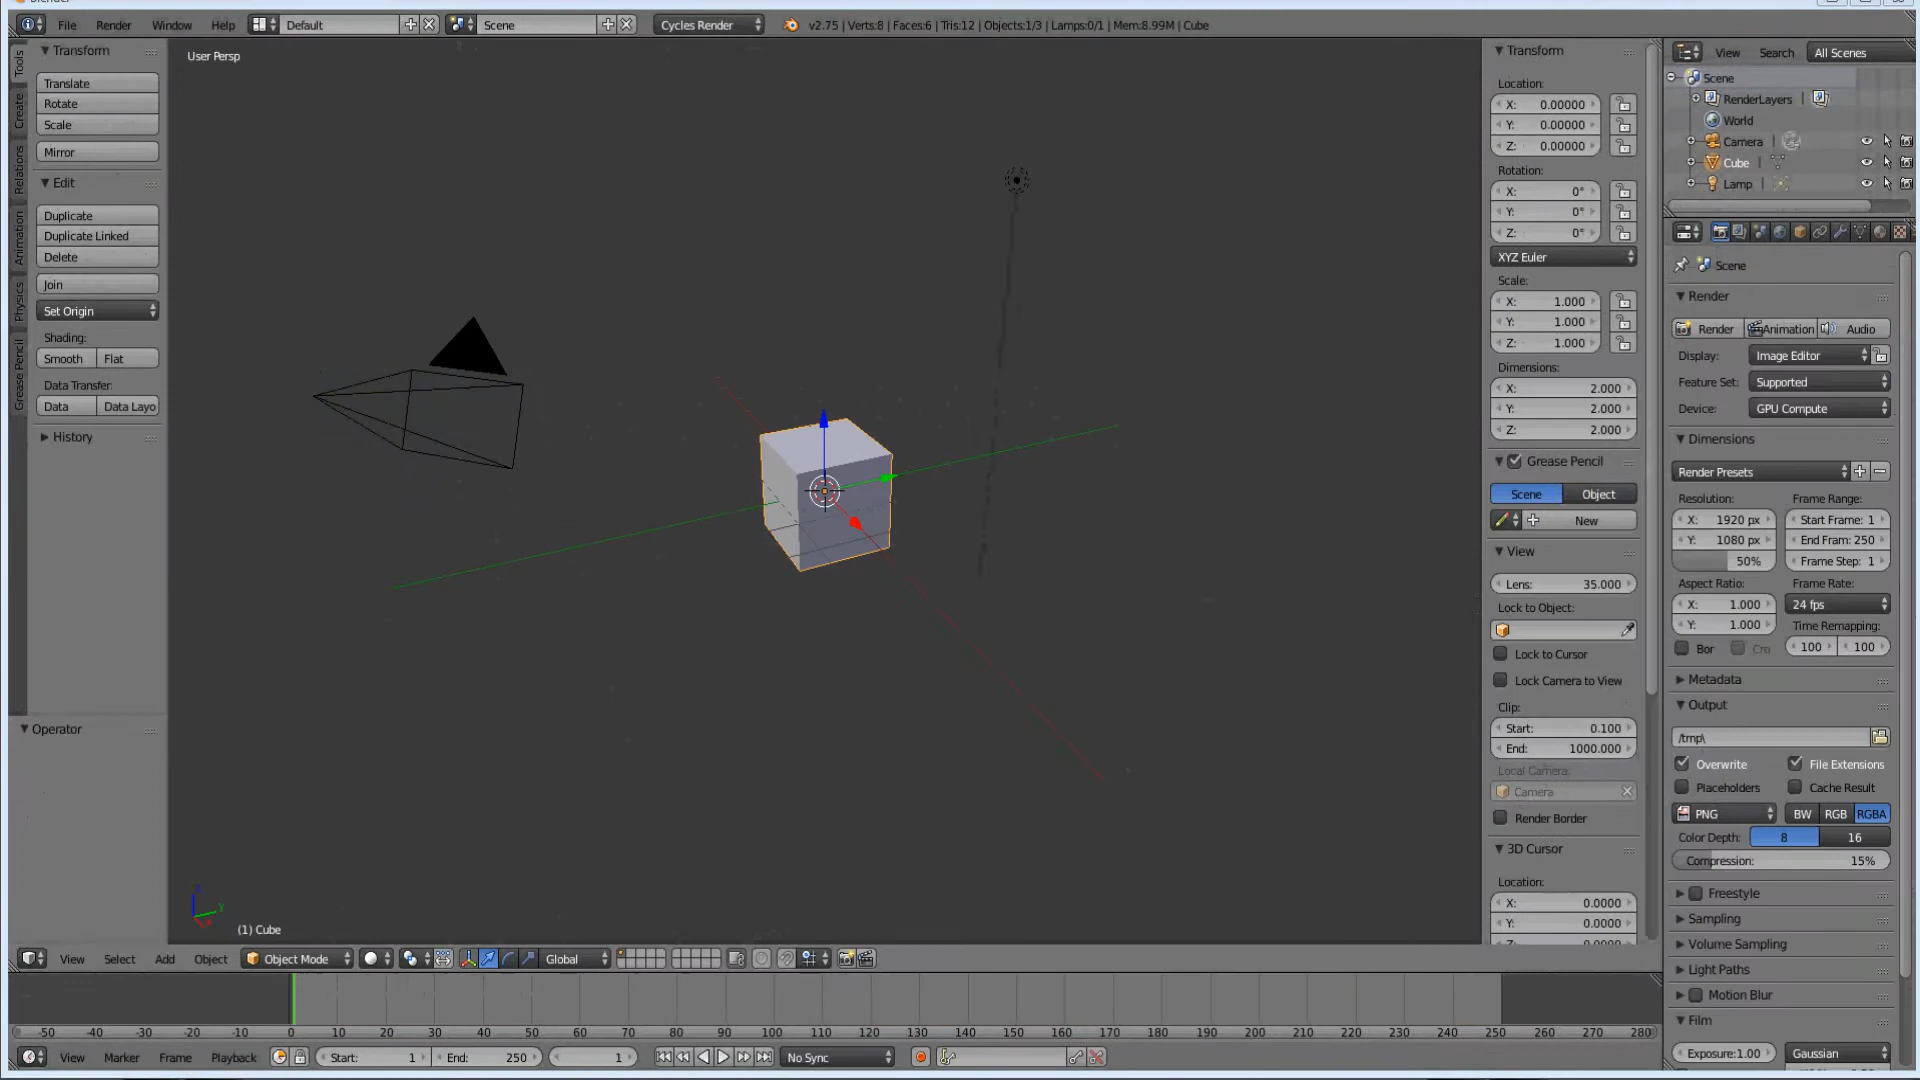 File Render Window Help Default Scene Cycles Render v2.75 | Verts:8 | Faces:6 | Tris:12 | Objects:1/3 | Lamps:0/1 | Mem:8.99M | Cube
Tools
Create
Relations
Animation
Physics
Grease Pencil
Transform
Translate
Rotate
Scale
Mirror
Edit
Duplicate
Duplicate Linked
Delete
Join
Set Origin
Shading:
Smooth Flat
Data Transfer:
Data Data Layo
History
Operator
User Persp
(1) Cube
Transform
Location:
X: 0.00000
Y: 0.00000
Z: 0.00000
Rotation:
X: 0°
Y: 0°
Z: 0°
XYZ Euler
Scale:
X: 1.000
Y: 1.000
Z: 1.000
Dimensions:
X: 2.000
Y: 2.000
Z: 2.000
Grease Pencil
Scene Object
New
View
Lens: 35.000
Lock to Object:
Lock to Cursor
Lock Camera to View
Clip:
Start: 0.100
End: 1000.000
Local Camera:
Camera
Render Border
3D Cursor
Location:
X: 0.0000
Y: 0.0000
View Search All Scenes
Scene
RenderLayers |
World
Camera |
Cube |
Lamp |
Scene
Render
Render Animation Audio
Display: Image Editor
Feature Set: Supported
Device: GPU Compute
Dimensions
Render Presets
Resolution: Frame Range:
X: 1920 px Start Frame: 1
Y: 1080 px End Fram: 250
50% Frame Step: 1
Aspect Ratio: Frame Rate:
X: 1.000 24 fps
Y: 1.000 Time Remapping:
Bor Cro 100 100
Metadata
Output
/tmp\
Overwrite File Extensions
Placeholders Cache Result
PNG BW RGB RGBA
Color Depth: 8 16
Compression: 15%
Freestyle
Sampling
Volume Sampling
Light Paths
Motion Blur
Film
Exposure:1.00 Gaussian
View Select Add Object Object Mode Global
-50 -40 -30 -20 -10 0 10 20 30 40 50 60 70 80 90 100 110 120 130 140 150 160 170 180 190 200 210 220 230 240 250 260 270 280
View Marker Frame Playback Start: 1 End: 250 1 No Sync